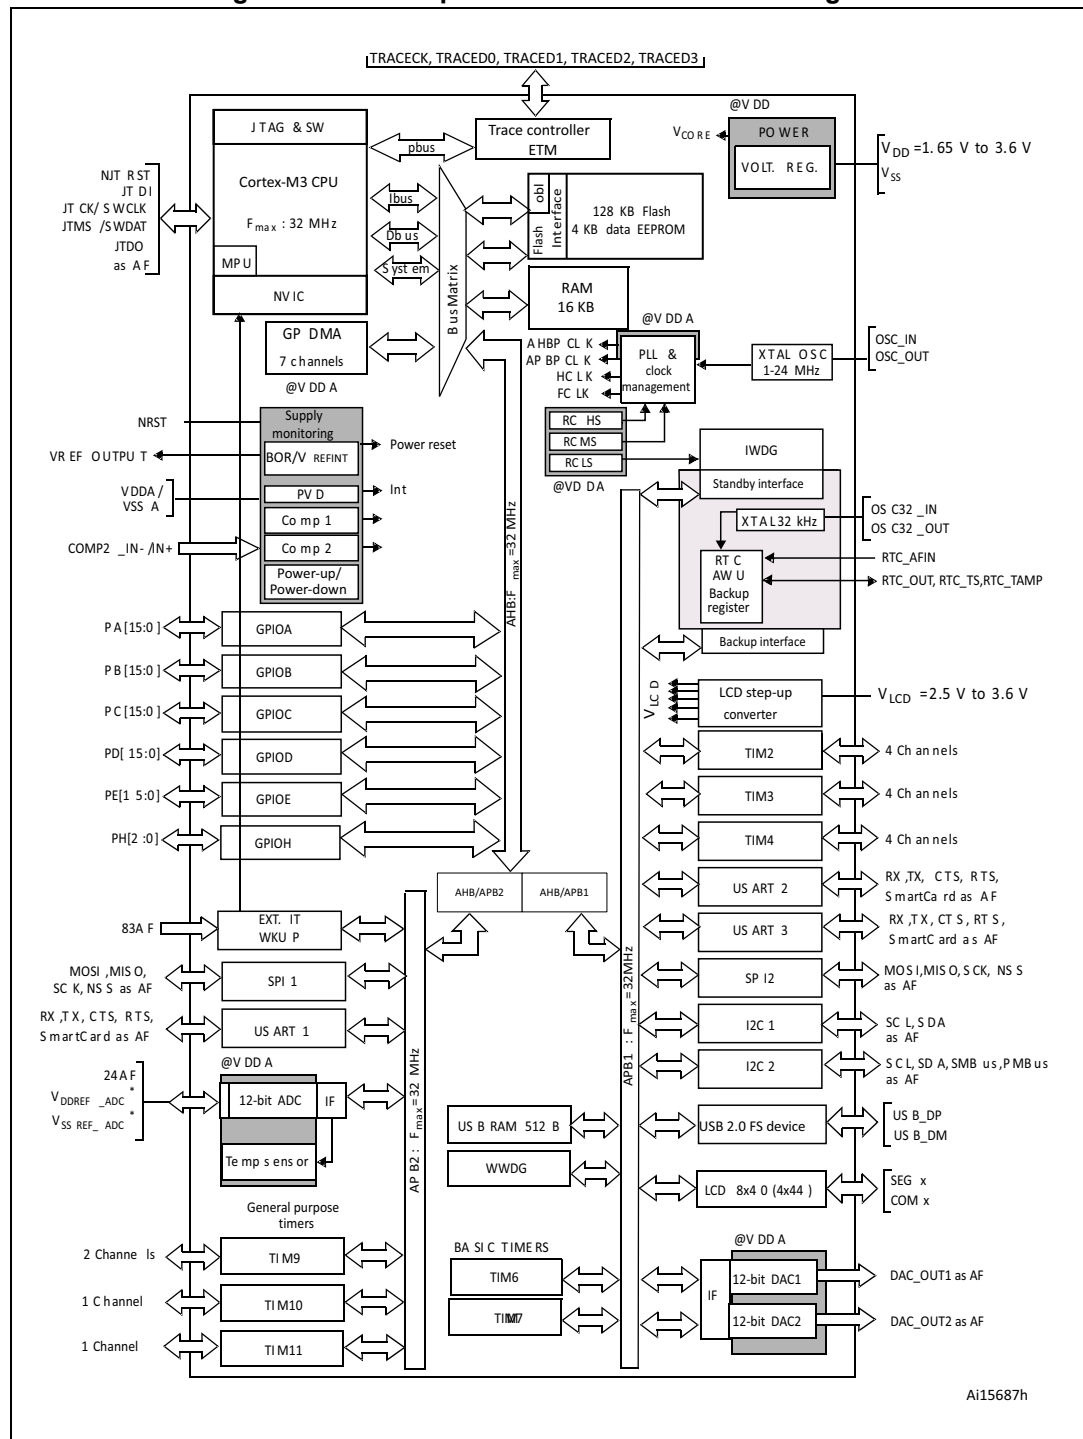 TRACECK, TRACED0, TRACED1, TRACED2, TRACED3
JTAG & SW
pbus
Trace controller
ETM
@VDD
VCORE
POWER
VOLT. REG.
VDD =1.65 V to 3.6 V
VSS
NJTRST
JTDI
JTCK/SWCLK
JTMS/SWDAT
JTDO
as AF
Cortex-M3 CPU
Fmax : 32 MHz
MPU
NVIC
Ibus
Dbus
System
BusMatrix
Flash obl
Interface
128 KB Flash
4 KB data EEPROM
RAM
16 KB
GP DMA
7 channels
@VDDA
AHBPCLK
APBPCLK
HCLK
FCLK
PLL &
clock
management
XTAL OSC
1-24 MHz
OSC_IN
OSC_OUT
@VDDA
NRST
VREF OUTPUT
VDDA/
VSSA
COMP2_IN-/IN+
Supply
monitoring
BOR/VREFINT
PVD
Comp 1
Comp 2
Power-up/
Power-down
Power reset
Int
RC HS
RC MS
RC LS
@VDDA
IWDG
Standby interface
XTAL32 kHz
OSC32_IN
OSC32_OUT
RTC
AWU
Backup
register
RTC_AFIN
RTC_OUT, RTC_TS,RTC_TAMP
Backup interface
AHB:Fmax=32 MHz
PA[15:0]
GPIOA
PB[15:0]
GPIOB
PC[15:0]
GPIOC
PD[15:0]
GPIOD
PE[15:0]
GPIOE
PH[2:0]
GPIOH
VLCD
LCD step-up
converter
VLCD =2.5 V to 3.6 V
TIM2
4 Channels
TIM3
4 Channels
TIM4
4 Channels
AHB/APB2
AHB/APB1
USART 2
RX,TX, CTS, RTS,
SmartCard as AF
83AF
EXT. IT
WKUP
USART 3
RX,TX, CTS, RTS,
SmartCard as AF
MOSI,MISO,
SCK,NSS as AF
SPI 1
SPI2
MOSI,MISO,SCK,NSS
as AF
RX,TX, CTS, RTS,
SmartCard as AF
USART 1
I2C 1
SCL,SDA
as AF
APB1 : Fmax=32MHz
I2C 2
SCL,SDA,SMBus,PMBus
as AF
@VDDA
24AF
VDDREF_ADC*
VSSREF_ADC*
12-bit ADC
IF
Temp sensor
APB2 : Fmax=32 MHz
USB RAM 512 B
USB 2.0 FS device
USB_DP
USB_DM
WWDG
LCD 8x40 (4x44)
SEGx
COMx
General purpose
timers
2 Channels
TIM9
1 Channel
TIM10
1 Channel
TIM11
BASIC TIMERS
TIM6
TIM7
@VDDA
IF
12-bit DAC1
DAC_OUT1 as AF
12-bit DAC2
DAC_OUT2 as AF
Ai15687h